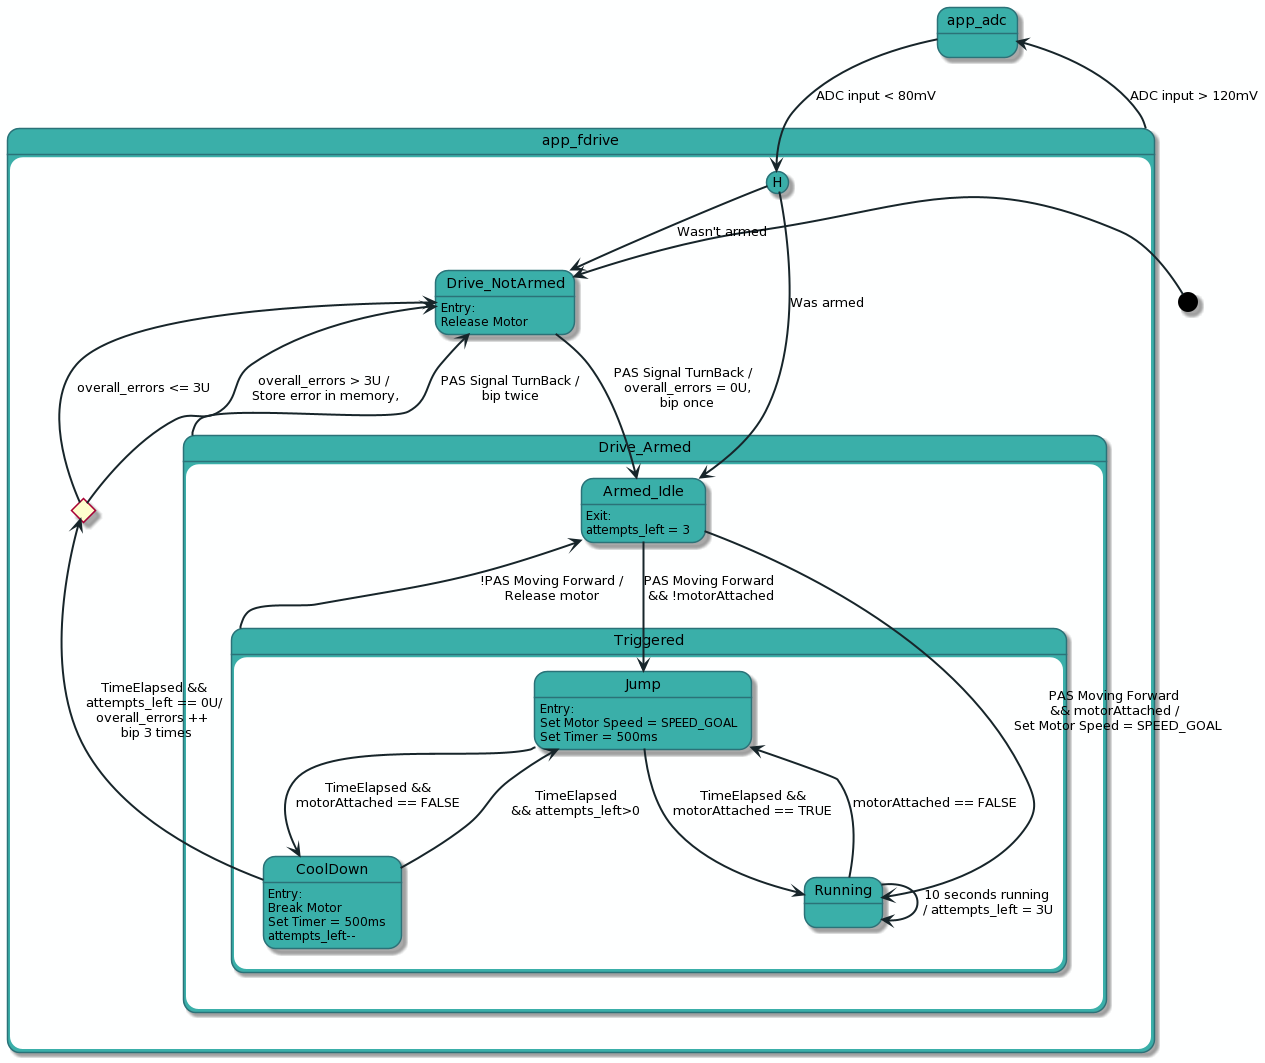 app_adc
ADC input < 80mV
ADC input > 120mV
app_fdrive
H
Wasn't armed
Was armed
Drive_NotArmed
Entry:
Release Motor
overall_errors <= 3U
overall_errors > 3U /
Store error in memory,
PAS Signal TurnBack /
bip twice
PAS Signal TurnBack /
overall_errors = 0U,
bip once
Drive_Armed
Armed_Idle
Exit:
attempts_left = 3
!PAS Moving Forward /
Release motor
PAS Moving Forward
&& !motorAttached
Triggered
Jump
Entry:
Set Motor Speed = SPEED_GOAL
Set Timer = 500ms
TimeElapsed &&
attempts_left == 0U/
overall_errors ++
bip 3 times
PAS Moving Forward
&& motorAttached /
Set Motor Speed = SPEED_GOAL
TimeElapsed &&
motorAttached == FALSE
TimeElapsed
&& attempts_left>0
TimeElapsed &&
motorAttached == TRUE
motorAttached == FALSE
CoolDown
Entry:
Break Motor
Set Timer = 500ms
attempts_left--
Running
10 seconds running
/ attempts_left = 3U